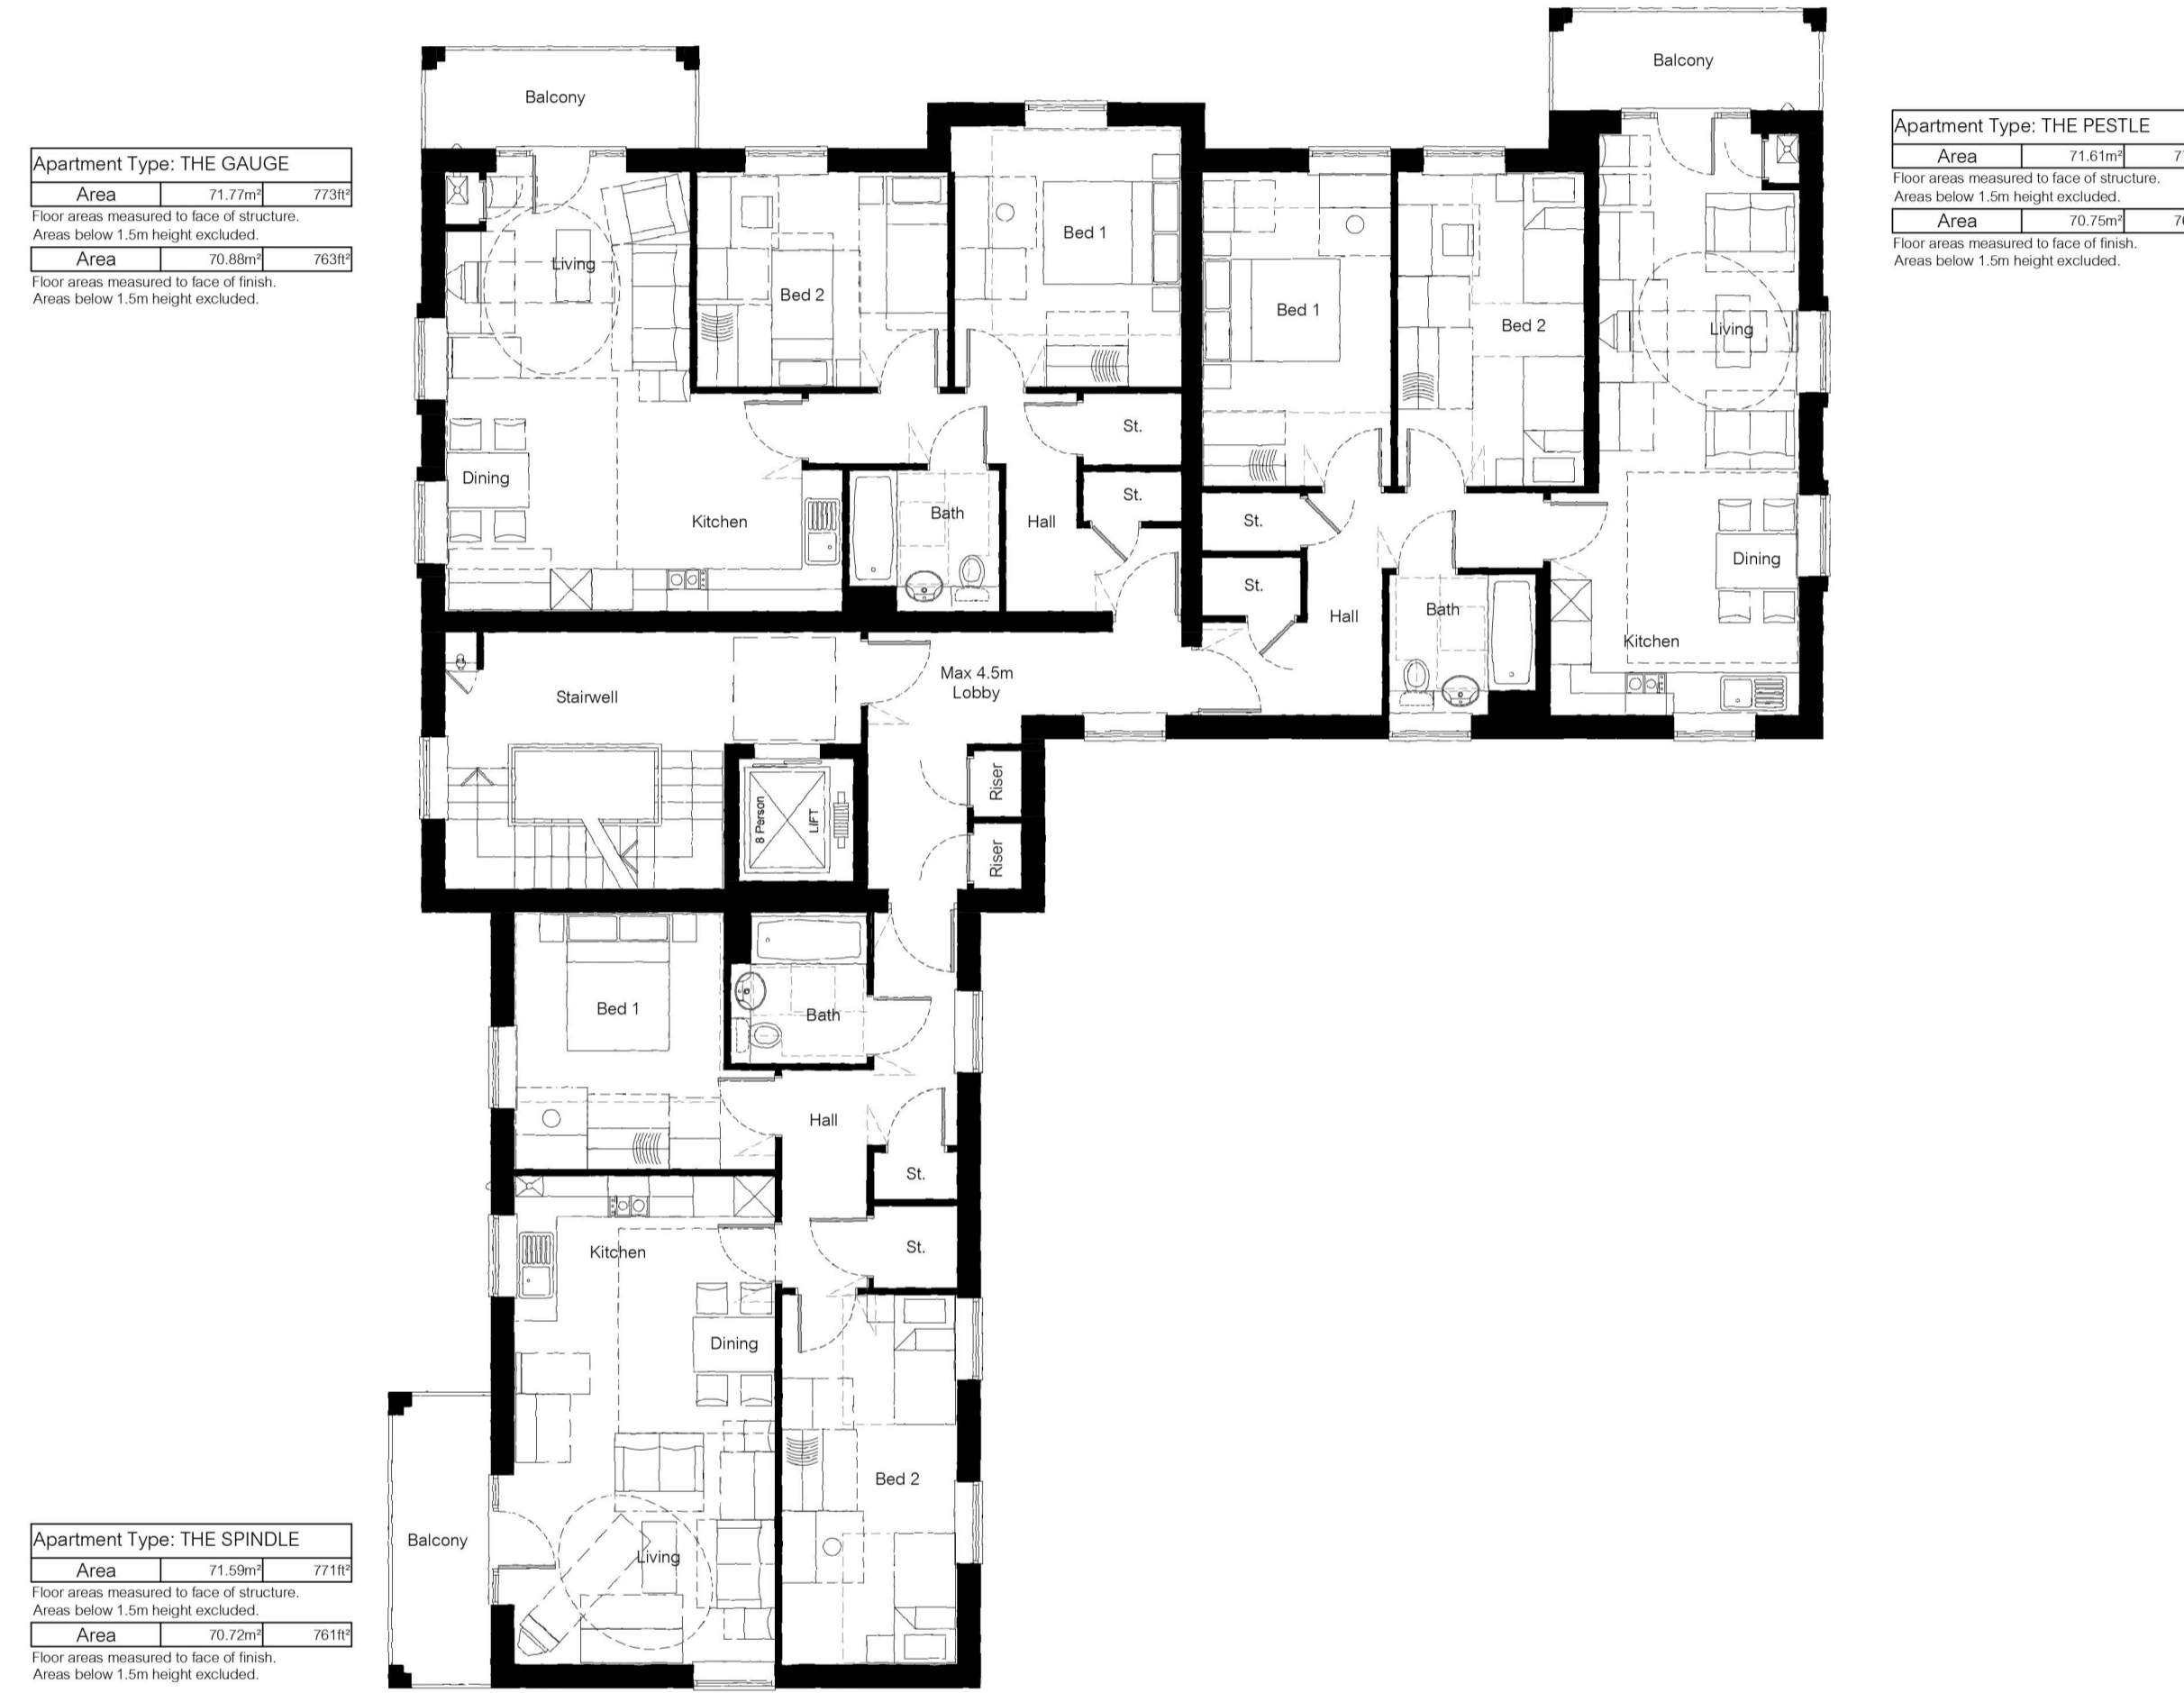 Balcony
Balcony
Apartment Type: THE GAUGE
Area 71.77m² 773ft²
Floor areas measured to face of structure.
Areas below 1.5m height excluded.
Area 70.88m² 763ft²
Floor areas measured to face of finish.
Areas below 1.5m height excluded.
Apartment Type: THE PESTLE
Area 71.61m²
Floor areas measured to face of structure.
Areas below 1.5m height excluded.
Area 70.75m²
Floor areas measured to face of finish.
Areas below 1.5m height excluded.
Living
Bed 2
Bed 1
Bed 1
Bed 2
Living
St.
Dining
St.
Kitchen
Bath
Hall
St.
Dining
St.
Hall
Bath
Kitchen
Stairwell
Max 4.5m
Lobby
8 Person
LIFT
Riser
Riser
Bed 1
Bath
Hall
St.
St.
Kitchen
Dining
Bed 2
Balcony
Living
Apartment Type: THE SPINDLE
Area 71.59m² 771ft²
Floor areas measured to face of structure.
Areas below 1.5m height excluded.
Area 70.72m² 761ft²
Floor areas measured to face of finish.
Areas below 1.5m height excluded.